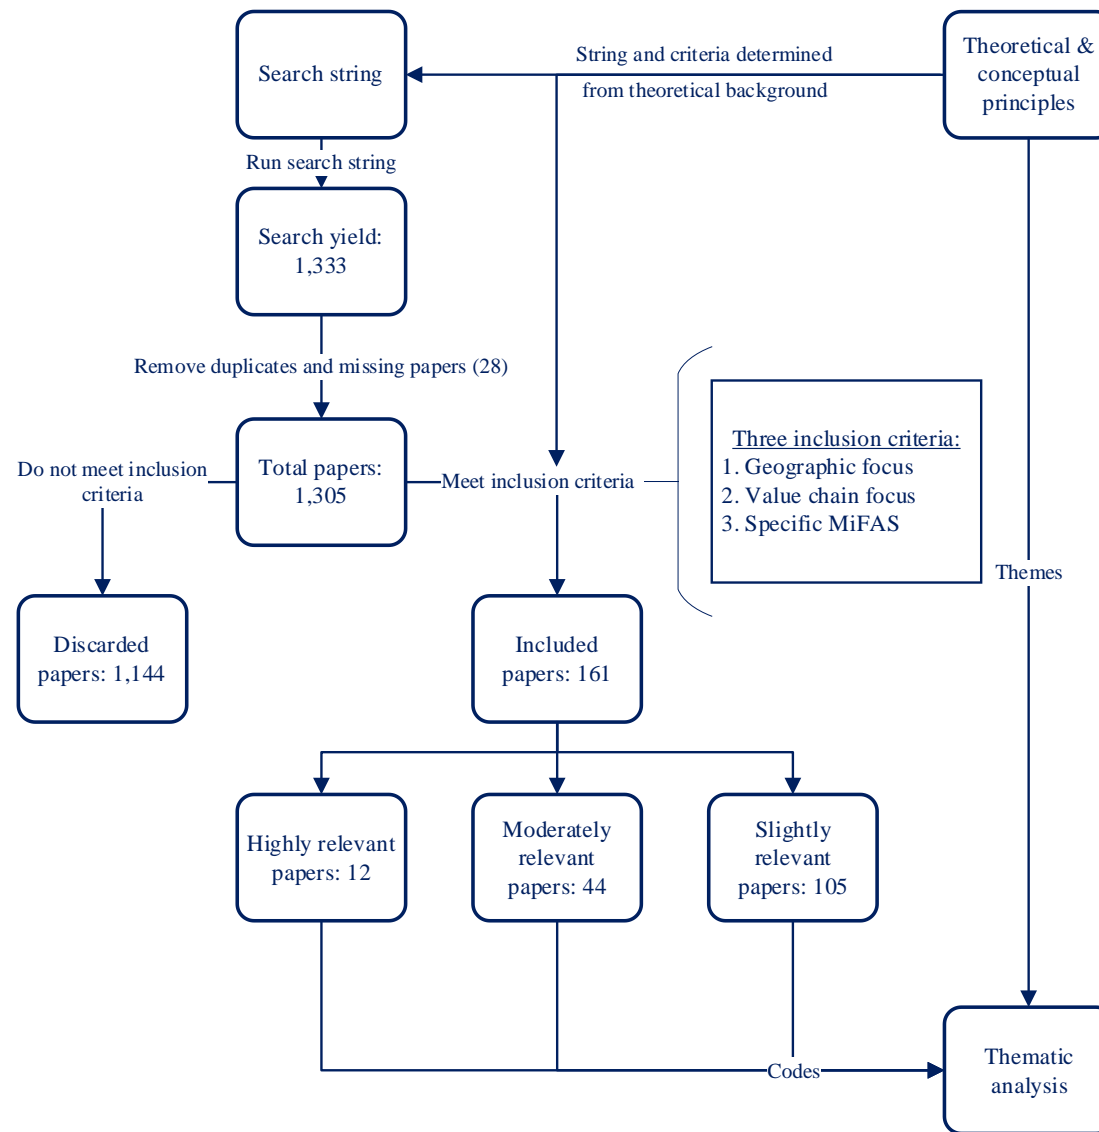 Search string
String and criteria determined
from theoretical background
Theoretical &
conceptual
principles
Run search string
Search yield:
1,333
Remove duplicates and missing papers (28)
Do not meet inclusion
criteria
Total papers:
1,305
Meet inclusion criteria
Three inclusion criteria:
1. Geographic focus
2. Value chain focus
3. Specific MiFAS
Themes
Discarded
papers: 1,144
Included
papers: 161
Highly relevant
papers: 12
Moderately
relevant
papers: 44
Slightly
relevant
papers: 105
Codes
Thematic
analysis